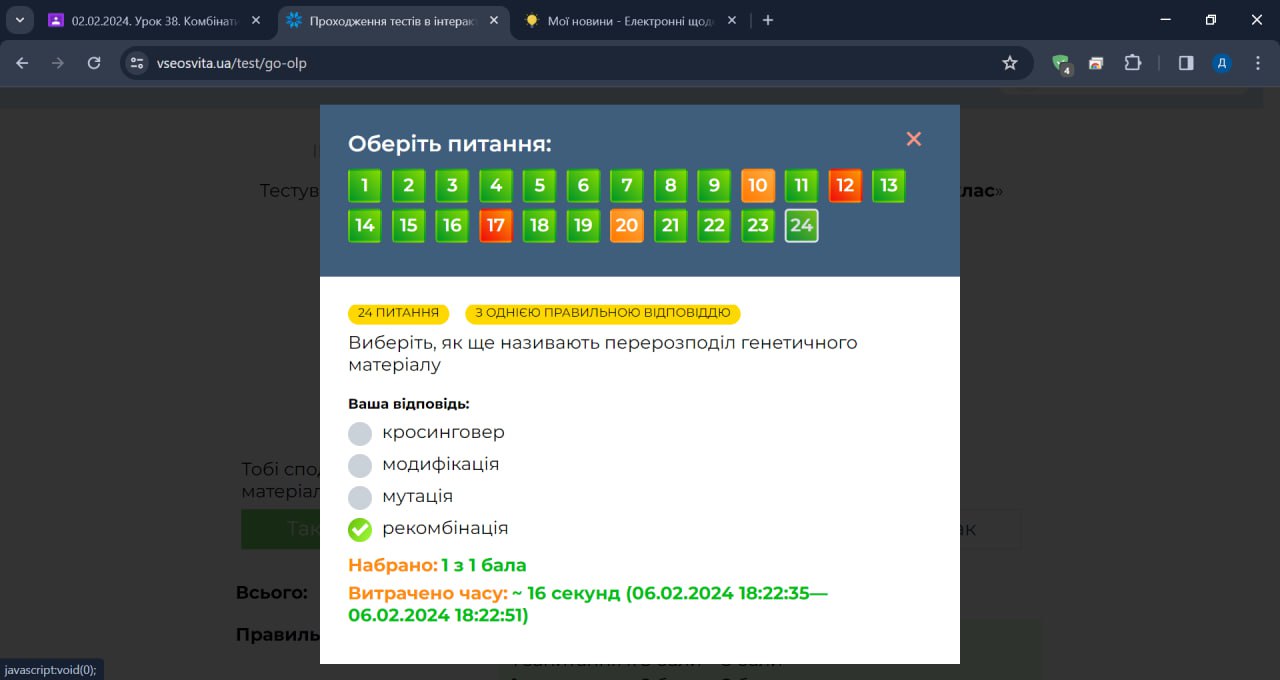 02.02.2024. Урок 38. Комбінати
Проходження тестів в інтерак
Мої новини - Електронні щод
vseosvita.ua/test/go-olp
4
Д
Оберіть питання:
1 2 3 4 5 6 7 8 9 10 11 12 13
14 15 16 17 18 19 20 21 22 23 24
Тестув
лас»
24 ПИТАННЯ З ОДНІЄЮ ПРАВИЛЬНОЮ ВІДПОВІДДЮ
Виберіть, як ще називають перерозподіл генетичного
матеріалу
Ваша відповідь:
кросинговер
модифікація
мутація
рекомбінація
Набрано: 1 з 1 бала
Витрачено часу: ~ 16 секунд (06.02.2024 18:22:35—
06.02.2024 18:22:51)
Тобі спо
матеріал
Так
ак
Всього:
Правиль
javascript:void(0);